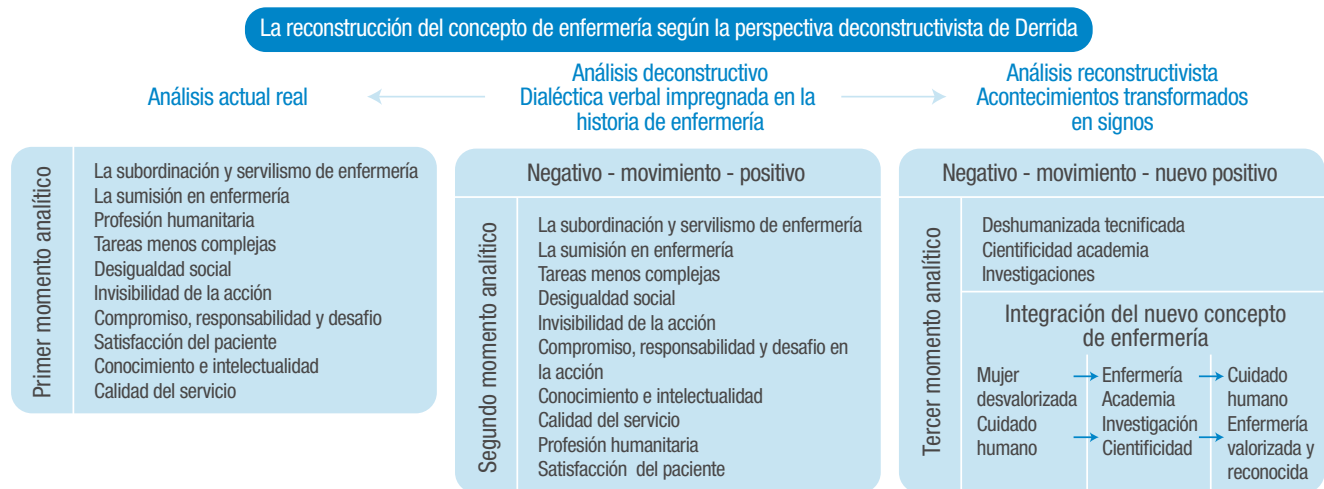 La reconstrucción del concepto de enfermería según la perspectiva deconstructivista de Derrida
Análisis actual real
Análisis deconstructivo
Dialéctica verbal impregnada en la
historia de enfermería
Análisis reconstructivista
Acontecimientos transformados
en signos
Primer momento analítico
La subordinación y servilismo de enfermería
La sumisión en enfermería
Profesión humanitaria
Tareas menos complejas
Desigualdad social
Invisibilidad de la acción
Compromiso, responsabilidad y desafio
Satisfacción del paciente
Conocimiento e intelectualidad
Calidad del servicio
Negativo - movimiento - positivo
Segundo momento analítico
La subordinación y servilismo de enfermería
La sumisión en enfermería
Tareas menos complejas
Desigualdad social
Invisibilidad de la acción
Compromiso, responsabilidad y desafio en
la acción
Conocimiento e intelectualidad
Calidad del servicio
Profesión humanitaria
Satisfacción del paciente
Negativo - movimiento - nuevo positivo
Tercer momento analítico
Deshumanizada tecnificada
Cientificidad academia
Investigaciones
Integración del nuevo concepto
de enfermería
Mujer
desvalorizada
Cuidado
humano
Enfermería
Academia
Investigación
Cientificidad
Cuidado
humano
Enfermería
valorizada y
reconocida